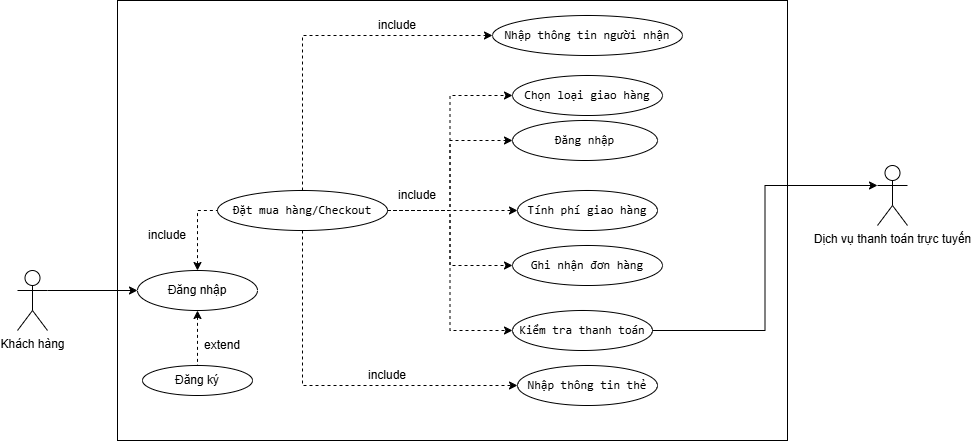 include
Nhập thông tin người nhận
Chọn loại giao hàng
Đăng nhập
include
Đặt mua hàng/Checkout
Tính phí giao hàng
include
Dịch vụ thanh toán trực tuyến
Ghi nhận đơn hàng
Đăng nhập
Kiểm tra thanh toán
Khách hàng
extend
include
Đăng ký
Nhập thông tin thẻ